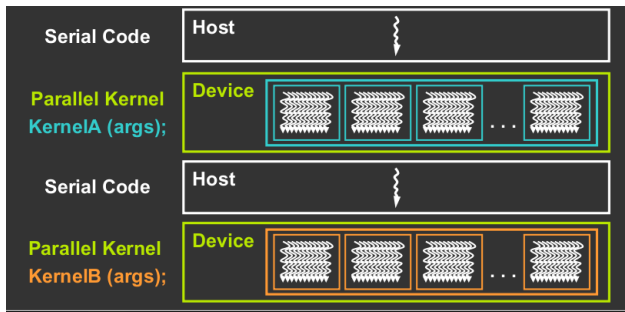 Serial Code
Host
Parallel Kernel
KernelA (args);
Device
. . .
Serial Code
Host
Parallel Kernel
KernelB (args);
Device
. . .